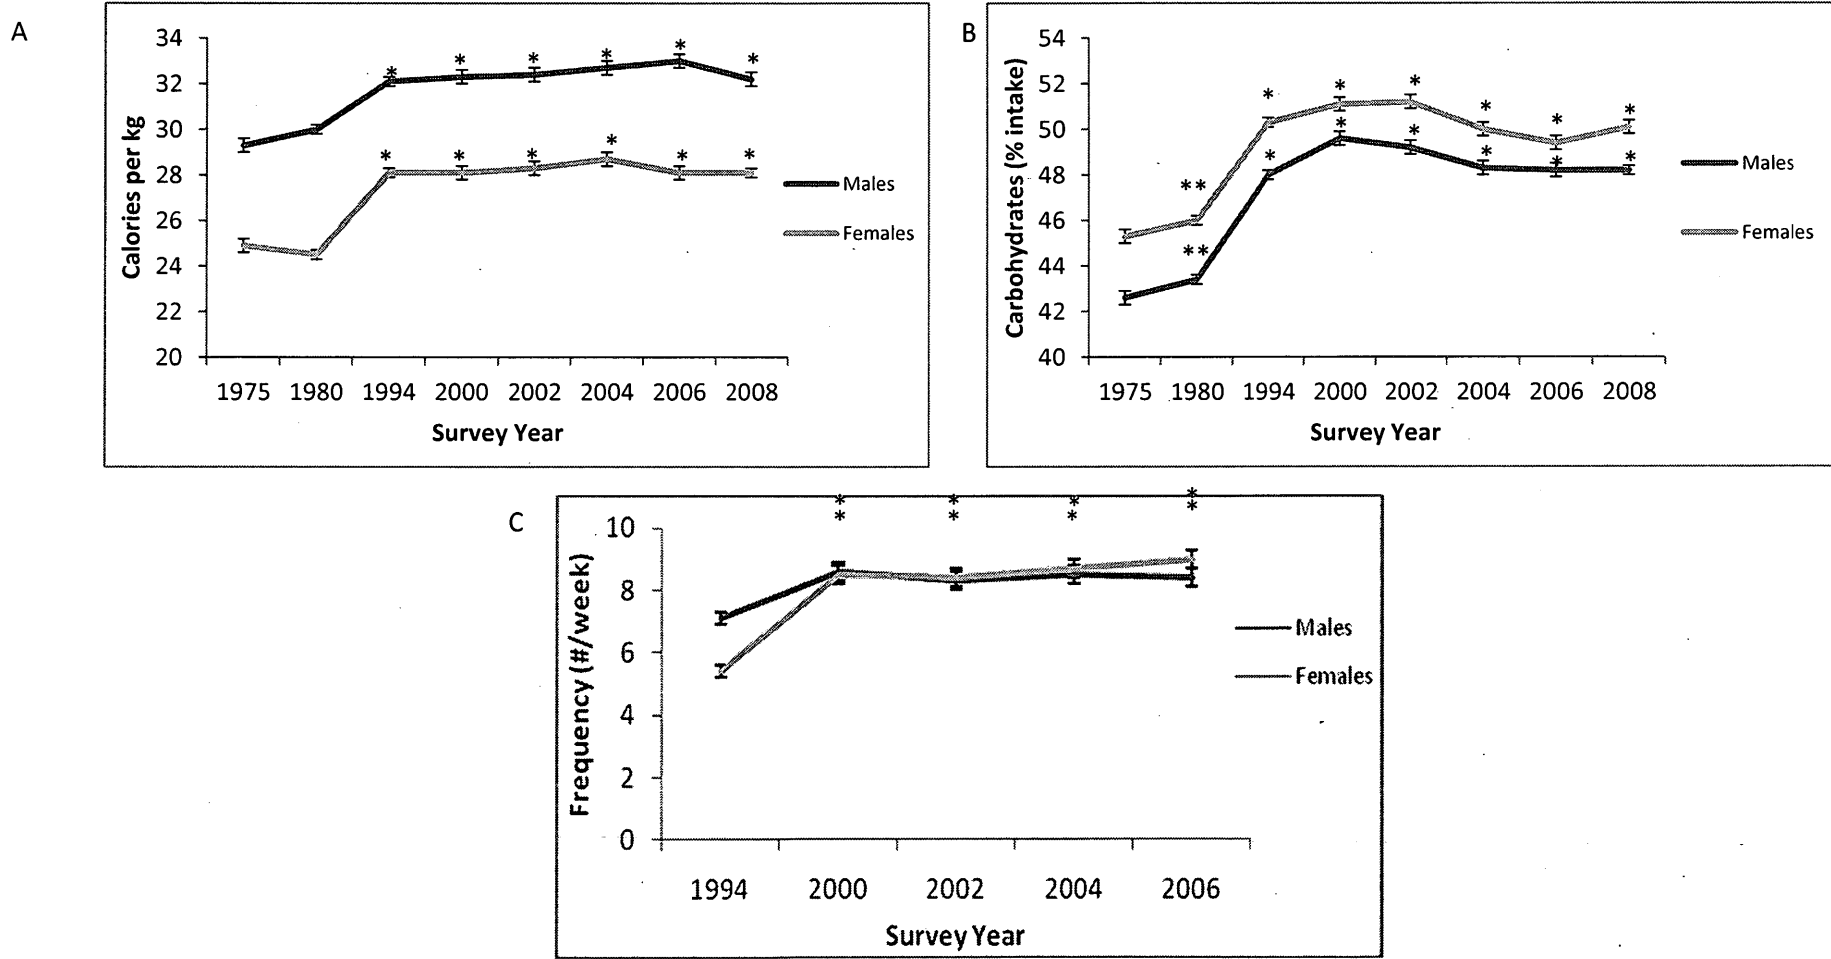 A
Calories per kg
34
32
30
28
26
24
22
20
* * * * * *
* * * * * *
1975 1980 1994 2000 2002 2004 2006 2008
Survey Year
Males
Females
B
Carbohydrates (% intake)
54
52
50
48
46
44
42
40
** * * * * * *
** * * * * * *
1975 1980 1994 2000 2002 2004 2006 2008
Survey Year
Males
Females
C
Frequency (#/week)
10
8
6
4
2
0
* * * *
* * * *
1994 2000 2002 2004 2006
Survey Year
Males
Females